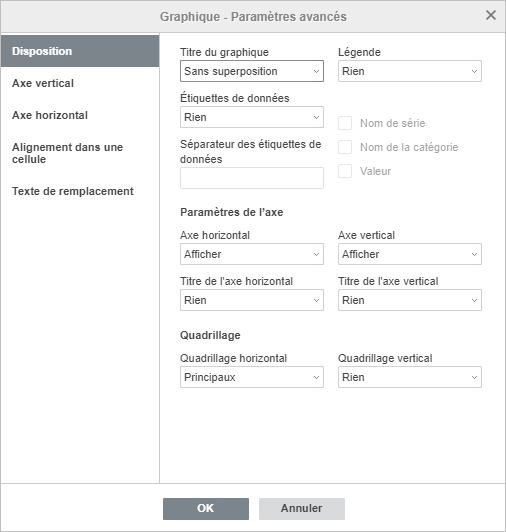 Graphique - Paramètres avancés
Disposition
Axe vertical
Axe horizontal
Alignement dans une
cellule
Texte de remplacement
Titre du graphique
Légende
Sans superposition
Rien
Étiquettes de données
Rien
Nom de série
Séparateur des étiquettes de
données
Nom de la catégorie
Valeur
Paramètres de l'axe
Axe horizontal
Axe vertical
Afficher
Afficher
Titre de l'axe horizontal
Titre de l'axe vertical
Rien
Rien
Quadrillage
Quadrillage horizontal
Quadrillage vertical
Principaux
Rien
OK
Annuler